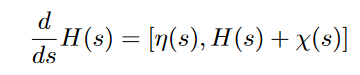 d/ds H(s) = [η(s), H(s) + χ(s)]